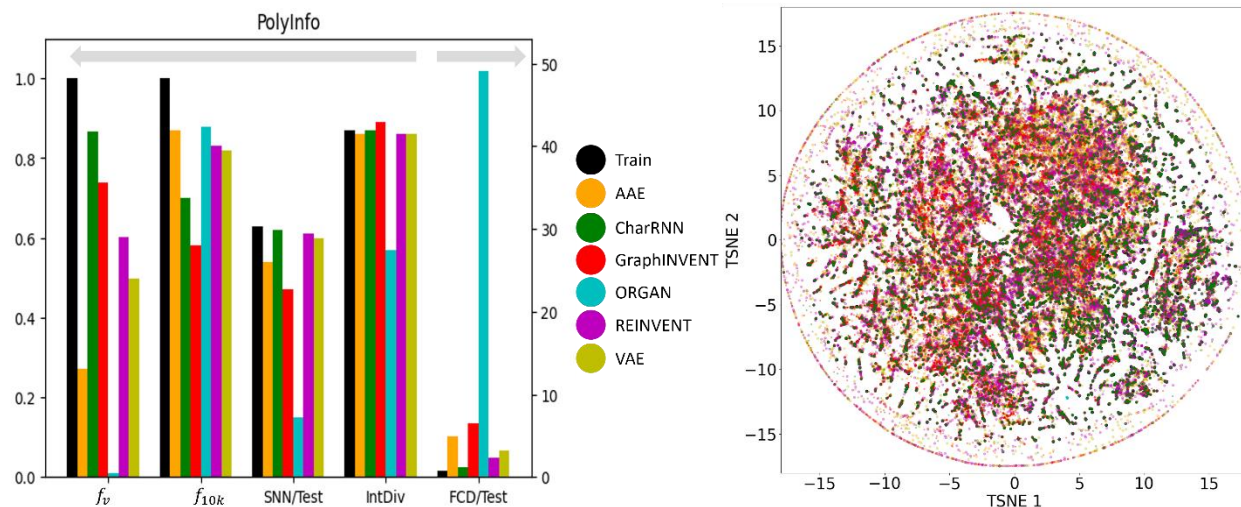 PolyInfo
1.0
0.8
0.6
0.4
0.2
0.0
50
40
30
20
10
0
f_v
f_10k
SNN/Test
IntDiv
FCD/Test
Train
AAE
CharRNN
GraphINVENT
ORGAN
REINVENT
VAE
TSNE 2
15
10
5
0
−5
−10
−15
−15
−10
−5
0
5
10
15
TSNE 1